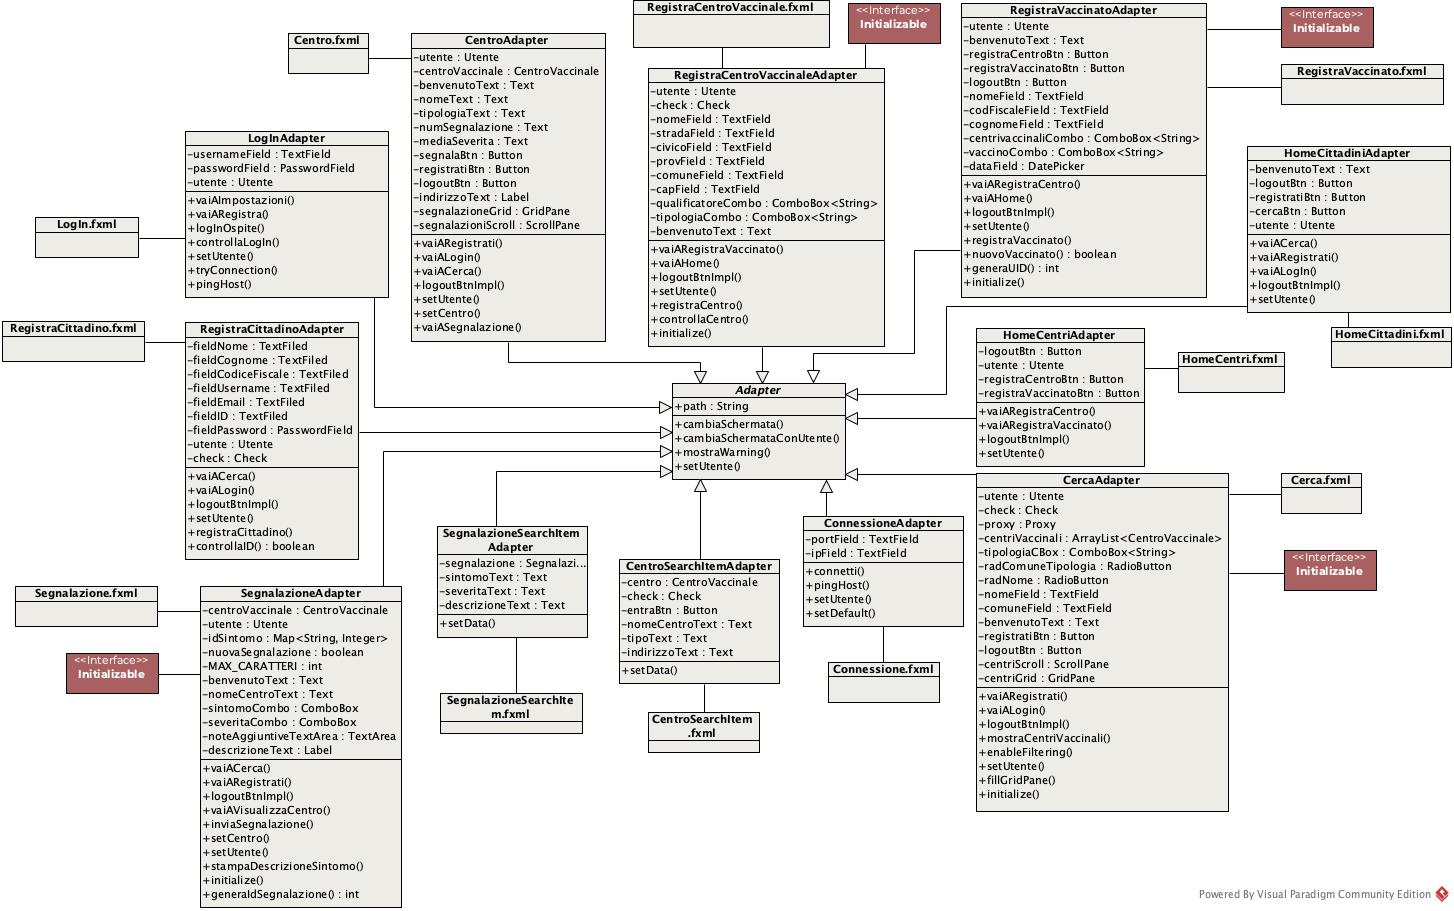 Centro.fxml
CentroAdapter
-utente : Utente
-centroVaccinale : CentroVaccinale
-benvenutoText : Text
-nomeText : Text
-tipologiaText : Text
-numSegnalazione : Text
-mediaSeverita : Text
-segnalaBtn : Button
-registratiBtn : Button
-logoutBtn : Button
-indirizzoText : Label
-segnalazioneGrid : GridPane
-segnalazioniScroll : ScrollPane
+vaiARegistrati()
+vaiALogin()
+vaiACerca()
+logoutBtnImpl()
+setUtente()
+setCentro()
+vaiASegnalazione()
RegistraCentroVaccinale.fxml
<<Interface>>
Initializable
RegistraCentroVaccinaleAdapter
-utente : Utente
-check : Check
-nomeField : TextField
-stradaField : TextField
-civicoField : TextField
-provField : TextField
-comuneField : TextField
-capField : TextField
-qualificatoreCombo : ComboBox<String>
-tipologiaCombo : ComboBox<String>
-benvenutoText : Text
+vaiARegistraVaccinato()
+vaiAHome()
+logoutBtnImpl()
+setUtente()
+registraCentro()
+controllaCentro()
+initialize()
RegistraVaccinatoAdapter
-utente : Utente
-benvenutoText : Text
-registraCentroBtn : Button
-registraVaccinatoBtn : Button
-logoutBtn : Button
-nomeField : TextField
-codFiscaleField : TextField
-cognomeField : TextField
-centrivaccinaliCombo : ComboBox<String>
-vaccinoCombo : ComboBox<String>
-dataField : DatePicker
+vaiARegistraCentro()
+vaiAHome()
+logoutBtnImpl()
+setUtente()
+registraVaccinato()
+nuovoVaccinato() : boolean
+generaUID() : int
+initialize()
<<Interface>>
Initializable
RegistraVaccinato.fxml
HomeCittadiniAdapter
-benvenutoText : Text
-logoutBtn : Button
-registratiBtn : Button
-cercaBtn : Button
-utente : Utente
+vaiACerca()
+vaiARegistrati()
+vaiALogIn()
+logoutBtnImpl()
+setUtente()
HomeCittadini.fxml
LogIn.fxml
LogInAdapter
-usernameField : TextField
-passwordField : PasswordField
-utente : Utente
+vaiAImpostazioni()
+vaiARegistra()
+logInOspite()
+controllaLogIn()
+setUtente()
+tryConnection()
+pingHost()
RegistraCittadino.fxml
RegistraCittadinoAdapter
-fieldNome : TextFiled
-fieldCognome : TextFiled
-fieldCodiceFiscale : TextFiled
-fieldUsername : TextFiled
-fieldEmail : TextFiled
-fieldID : TextFiled
-fieldPassword : PasswordField
-utente : Utente
-check : Check
+vaiACerca()
+vaiALogin()
+logoutBtnImpl()
+setUtente()
+registraCittadino()
+controllaID() : boolean
Adapter
+path : String
+cambiaSchermata()
+cambiaSchermataConUtente()
+mostraWarning()
+setUtente()
HomeCentriAdapter
-logoutBtn : Button
-utente : Utente
-registraCentroBtn : Button
-registraVaccinatoBtn : Button
+vaiARegistraCentro()
+vaiARegistraVaccinato()
+logoutBtnImpl()
+setUtente()
HomeCentri.fxml
CercaAdapter
-utente : Utente
-check : Check
-proxy : Proxy
-centriVaccinali : ArrayList<CentroVaccinale>
-tipologiaCBox : ComboBox<String>
-radComuneTipologia : RadioButton
-radNome : RadioButton
-nomeField : TextField
-comuneField : TextField
-benvenutoText : Text
-registratiBtn : Button
-logoutBtn : Button
-centriScroll : ScrollPane
-centriGrid : GridPane
+vaiARegistrati()
+vaiALogin()
+logoutBtnImpl()
+mostraCentriVaccinali()
+enableFiltering()
+setUtente()
+fillGridPane()
+initialize()
Cerca.fxml
<<Interface>>
Initializable
Segnalazione.fxml
<<Interface>>
Initializable
SegnalazioneAdapter
-centroVaccinale : CentroVaccinale
-utente : Utente
-idSintomo : Map<String, Integer>
-nuovaSegnalazione : boolean
-MAX_CARATTERI : int
-benvenutoText : Text
-nomeCentroText : Text
-sintomoCombo : ComboBox
-severitaCombo : ComboBox
-noteAggiuntiveTextArea : TextArea
-descrizioneText : Label
+vaiACerca()
+vaiARegistrati()
+logoutBtnImpl()
+vaiAVisualizzaCentro()
+inviaSegnalazione()
+setCentro()
+setUtente()
+stampaDescrizioneSintomo()
+initialize()
+generaIdSegnalazione() : int
SegnalazioneSearchItem
Adapter
-segnalazione : Segnalazi...
-sintomoText : Text
-severitaText : Text
-descrizioneText : Text
+setData()
SegnalazioneSearchIte
m.fxml
CentroSearchItemAdapter
-centro : CentroVaccinale
-check : Check
-entraBtn : Button
-nomeCentroText : Text
-tipoText : Text
-indirizzoText : Text
+setData()
CentroSearchItem
.fxml
ConnessioneAdapter
-portField : TextField
-ipField : TextField
+connetti()
+pingHost()
+setUtente()
+setDefault()
Connessione.fxml
Powered By Visual Paradigm Community Edition